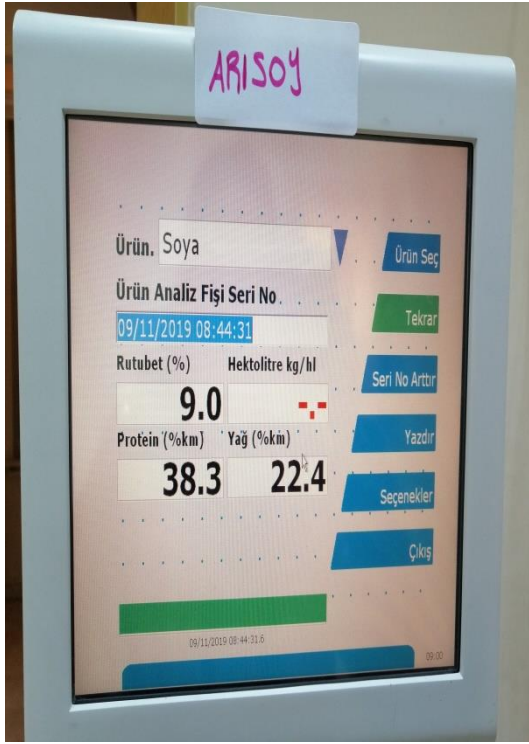 ARISOY
Ürün. Soya
Ürün Seç
Ürün Analiz Fişi Seri No
09/11/2019 08:44:31
Tekrar
Rutubet (%) Hektolitre kg/hl
Seri No Arttır
9.0 -.-
Protein (%km) Yağ (%km)
Yazdır
38.3 22.4
Seçenekler
Çıkış
09/11/2019 08:44:31.6
09:00